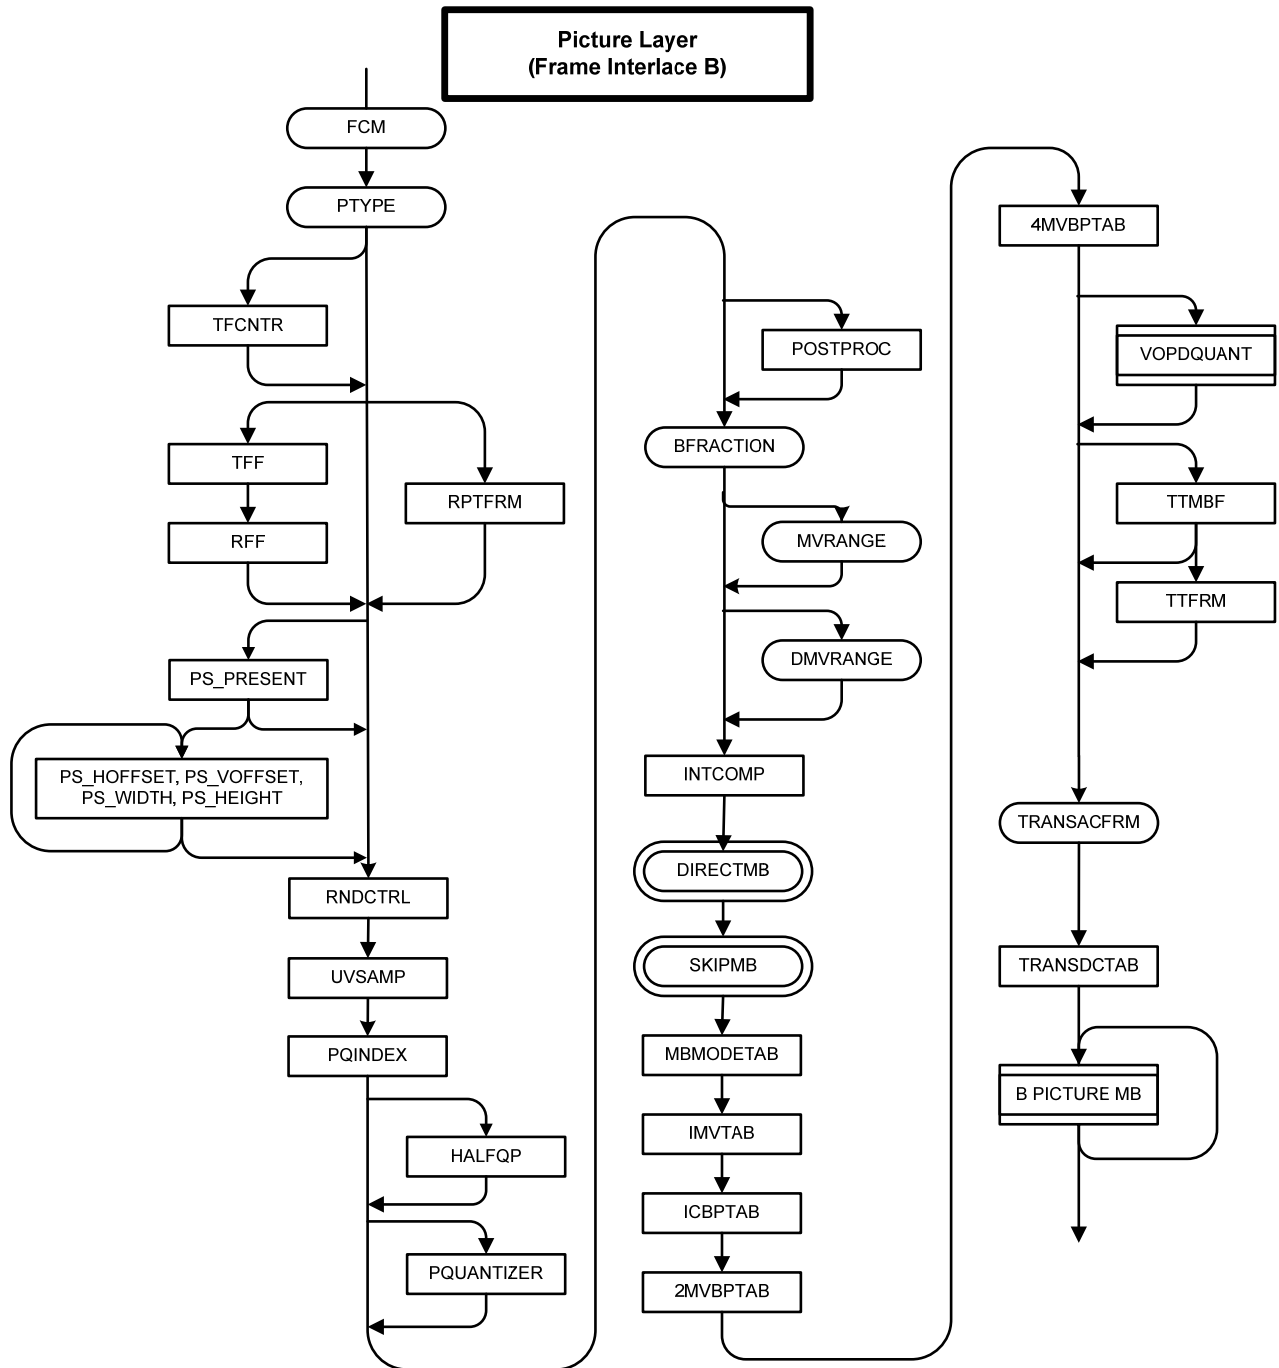 Picture Layer
(Frame Interlace B)
FCM
PTYPE
TFCNTR
TFF
RPTFRM
RFF
PS_PRESENT
PS_HOFFSET, PS_VOFFSET,
PS_WIDTH, PS_HEIGHT
RNDCTRL
UVSAMP
PQINDEX
HALFQP
PQUANTIZER
POSTPROC
BFRACTION
MVRANGE
DMVRANGE
INTCOMP
DIRECTMB
SKIPMB
MBMODETAB
IMVTAB
ICBPTAB
2MVBPTAB
4MVBPTAB
VOPDQUANT
TTMBF
TTFRM
TRANSACFRM
TRANSDCTAB
B PICTURE MB